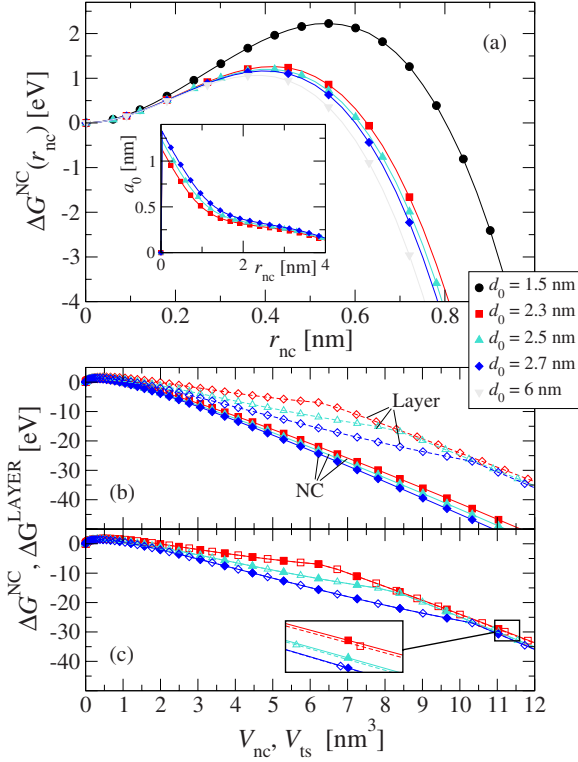 2
1
0
-1
-2
-3
-4
ΔG^NC(r_nc) [eV]
(a)
1
0.5
0
a_0 [nm]
0 2 4
r_nc [nm]
0 0.2 0.4 0.6 0.8
r_nc [nm]
d_0 = 1.5 nm
d_0 = 2.3 nm
d_0 = 2.5 nm
d_0 = 2.7 nm
d_0 = 6 nm
0
-10
-20
-30
-40
Layer
NC
(b)
ΔG^NC, ΔG^LAYER [eV]
0
-10
-20
-30
-40
(c)
0 1 2 3 4 5 6 7 8 9 10 11 12
V_nc, V_ts [nm^3]